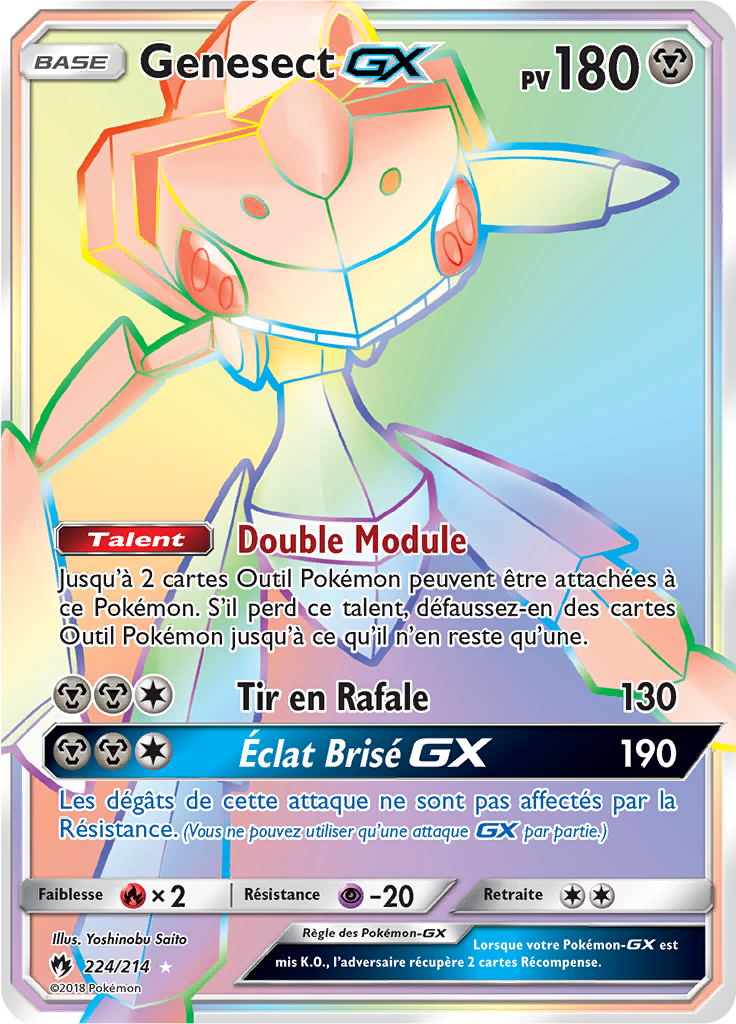 BASE Genesect GX PV 180
Talent Double Module
Jusqu'à 2 cartes Outil Pokémon peuvent être attachées à
ce Pokémon. S'il perd ce talent, défaussez-en des cartes
Outil Pokémon jusqu'à ce qu'il n'en reste qu'une.
Tir en Rafale 130
Éclat Brisé GX 190
Les dégâts de cette attaque ne sont pas affectés par la
Résistance. (Vous ne pouvez utiliser qu'une attaque GX par partie.)
Faiblesse × 2 Résistance -20 Retraite
Illus. Yoshinobu Saito
224/214
©2018 Pokémon
Règle des Pokémon-GX
Lorsque votre Pokémon-GX est
mis K.O., l'adversaire récupère 2 cartes Récompense.